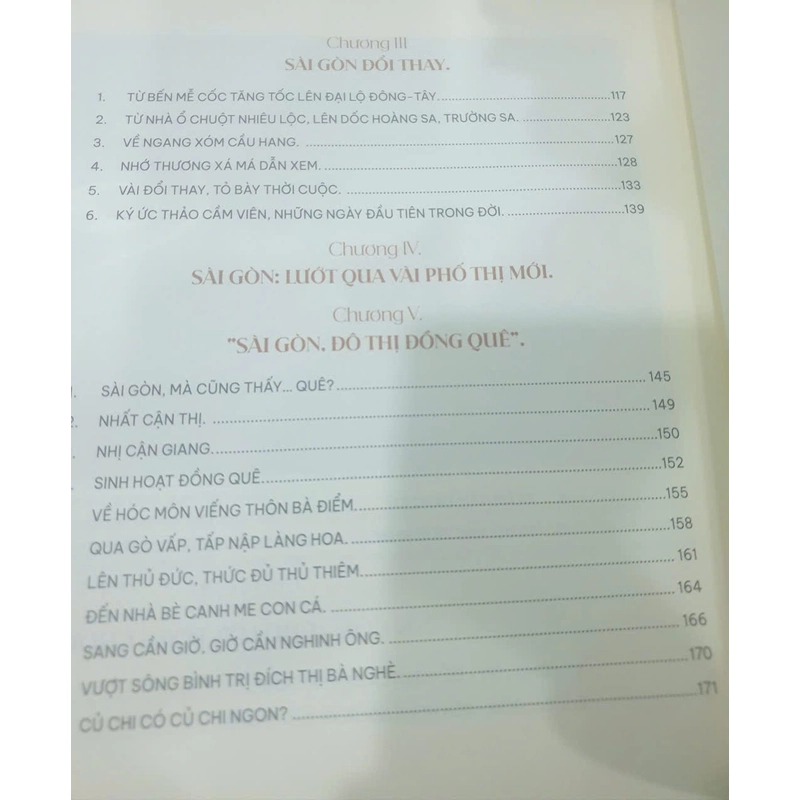 Chương III
SÀI GÒN ĐỔI THAY.
1. TỪ BẾN MỄ CỐC TĂNG TỐC LÊN ĐẠI LỘ ĐÔNG-TÂY. 117
2. TỪ NHÀ Ổ CHUỘT NHIÊU LỘC, LÊN DỐC HOÀNG SA, TRƯỜNG SA. 123
3. VỀ NGANG XÓM CẦU HANG. 127
4. NHỚ THƯƠNG XÁ MÁ DẪN XEM. 128
5. VÀI ĐỔI THAY, TỎ BÀY THỜI CUỘC. 133
6. KÝ ỨC THẢO CẦM VIÊN, NHỮNG NGÀY ĐẦU TIÊN TRONG ĐỜI. 139
Chương IV.
SÀI GÒN: LƯỚT QUA VÀI PHỐ THỊ MỚI.
Chương V.
"SÀI GÒN, ĐÔ THỊ ĐỒNG QUÊ".
1. SÀI GÒN, MÀ CŨNG THẤY... QUÊ? 145
2. NHẤT CẬN THỊ. 149
NHỊ CẬN GIANG. 150
SINH HOẠT ĐỒNG QUÊ. 152
VỀ HÓC MÔN VIẾNG THÔN BÀ ĐIỂM. 155
QUA GÒ VẤP, TẤP NẬP LÀNG HOA. 158
LÊN THỦ ĐỨC, THỨC ĐỦ THỦ THIÊM. 161
ĐẾN NHÀ BÈ CANH ME CON CÁ. 164
SANG CẦN GIỜ, GIỜ CẦN NGHINH ÔNG. 166
VƯỢT SÔNG BÌNH TRỊ ĐÍCH THỊ BÀ NGHÈ. 170
CỦ CHI CÓ CỦ CHI NGON? 171